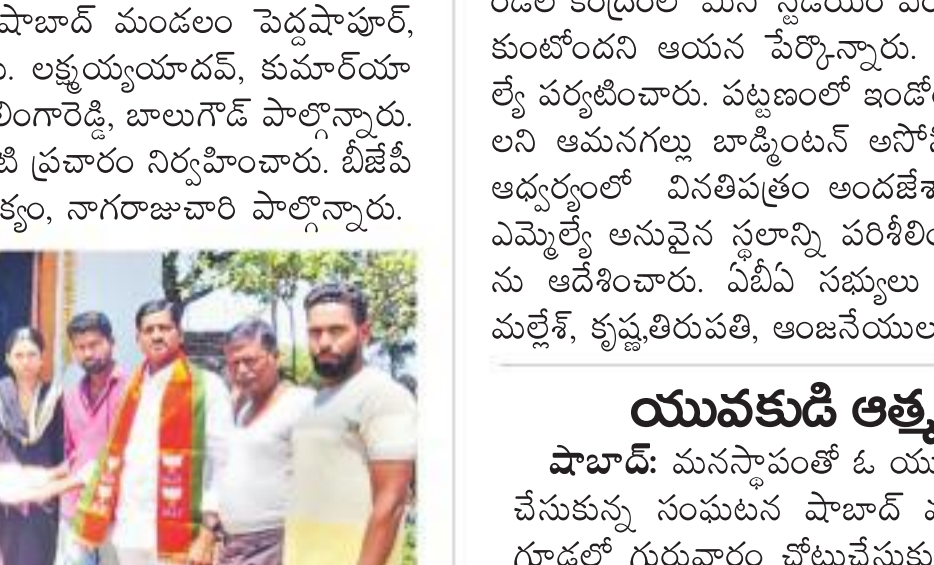 షాబాద్ మండలం పెద్దషాపూర్,
లక్ష్మయ్యయాదవ్, కుమార్‌యా
లింగారెడ్డి, బాలుగౌడ్ పాల్గొన్నారు.
టి ప్రచారం నిర్వహించారు. బీజేపీ
క్యం, నాగరాజుచారి పాల్గొన్నారు.
కుంటోందని ఆయన పేర్కొన్నారు.
ల్యే పర్యటించారు. పట్టణంలో ఇండో
లని ఆమనగల్లు బాడ్మింటన్ అసో
ఆధ్వర్యంలో వినతిపత్రం అందజేశ
ఎమ్మెల్యే అనువైన స్థలాన్ని పరిశీలిం
ను ఆదేశించారు. ఏబీఏ సభ్యులు
మల్లేశ్, కృష్ణ,తిరుపతి, ఆంజనేయుల
యువకుడి ఆత్మ
షాబాద్: మనస్థాపంతో ఓ యు
చేసుకున్న సంఘటన షాబాద్
గూడలో గురువారం చోటుచేసుకు